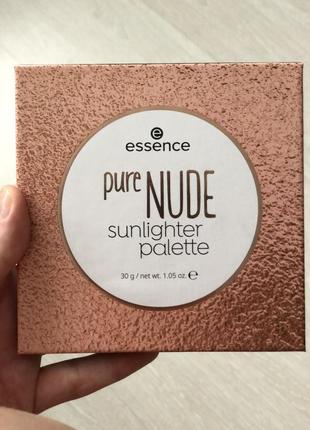 e
essence
pure NUDE
sunlighter
palette
30 g / net wt. 1.05 oz. ℮